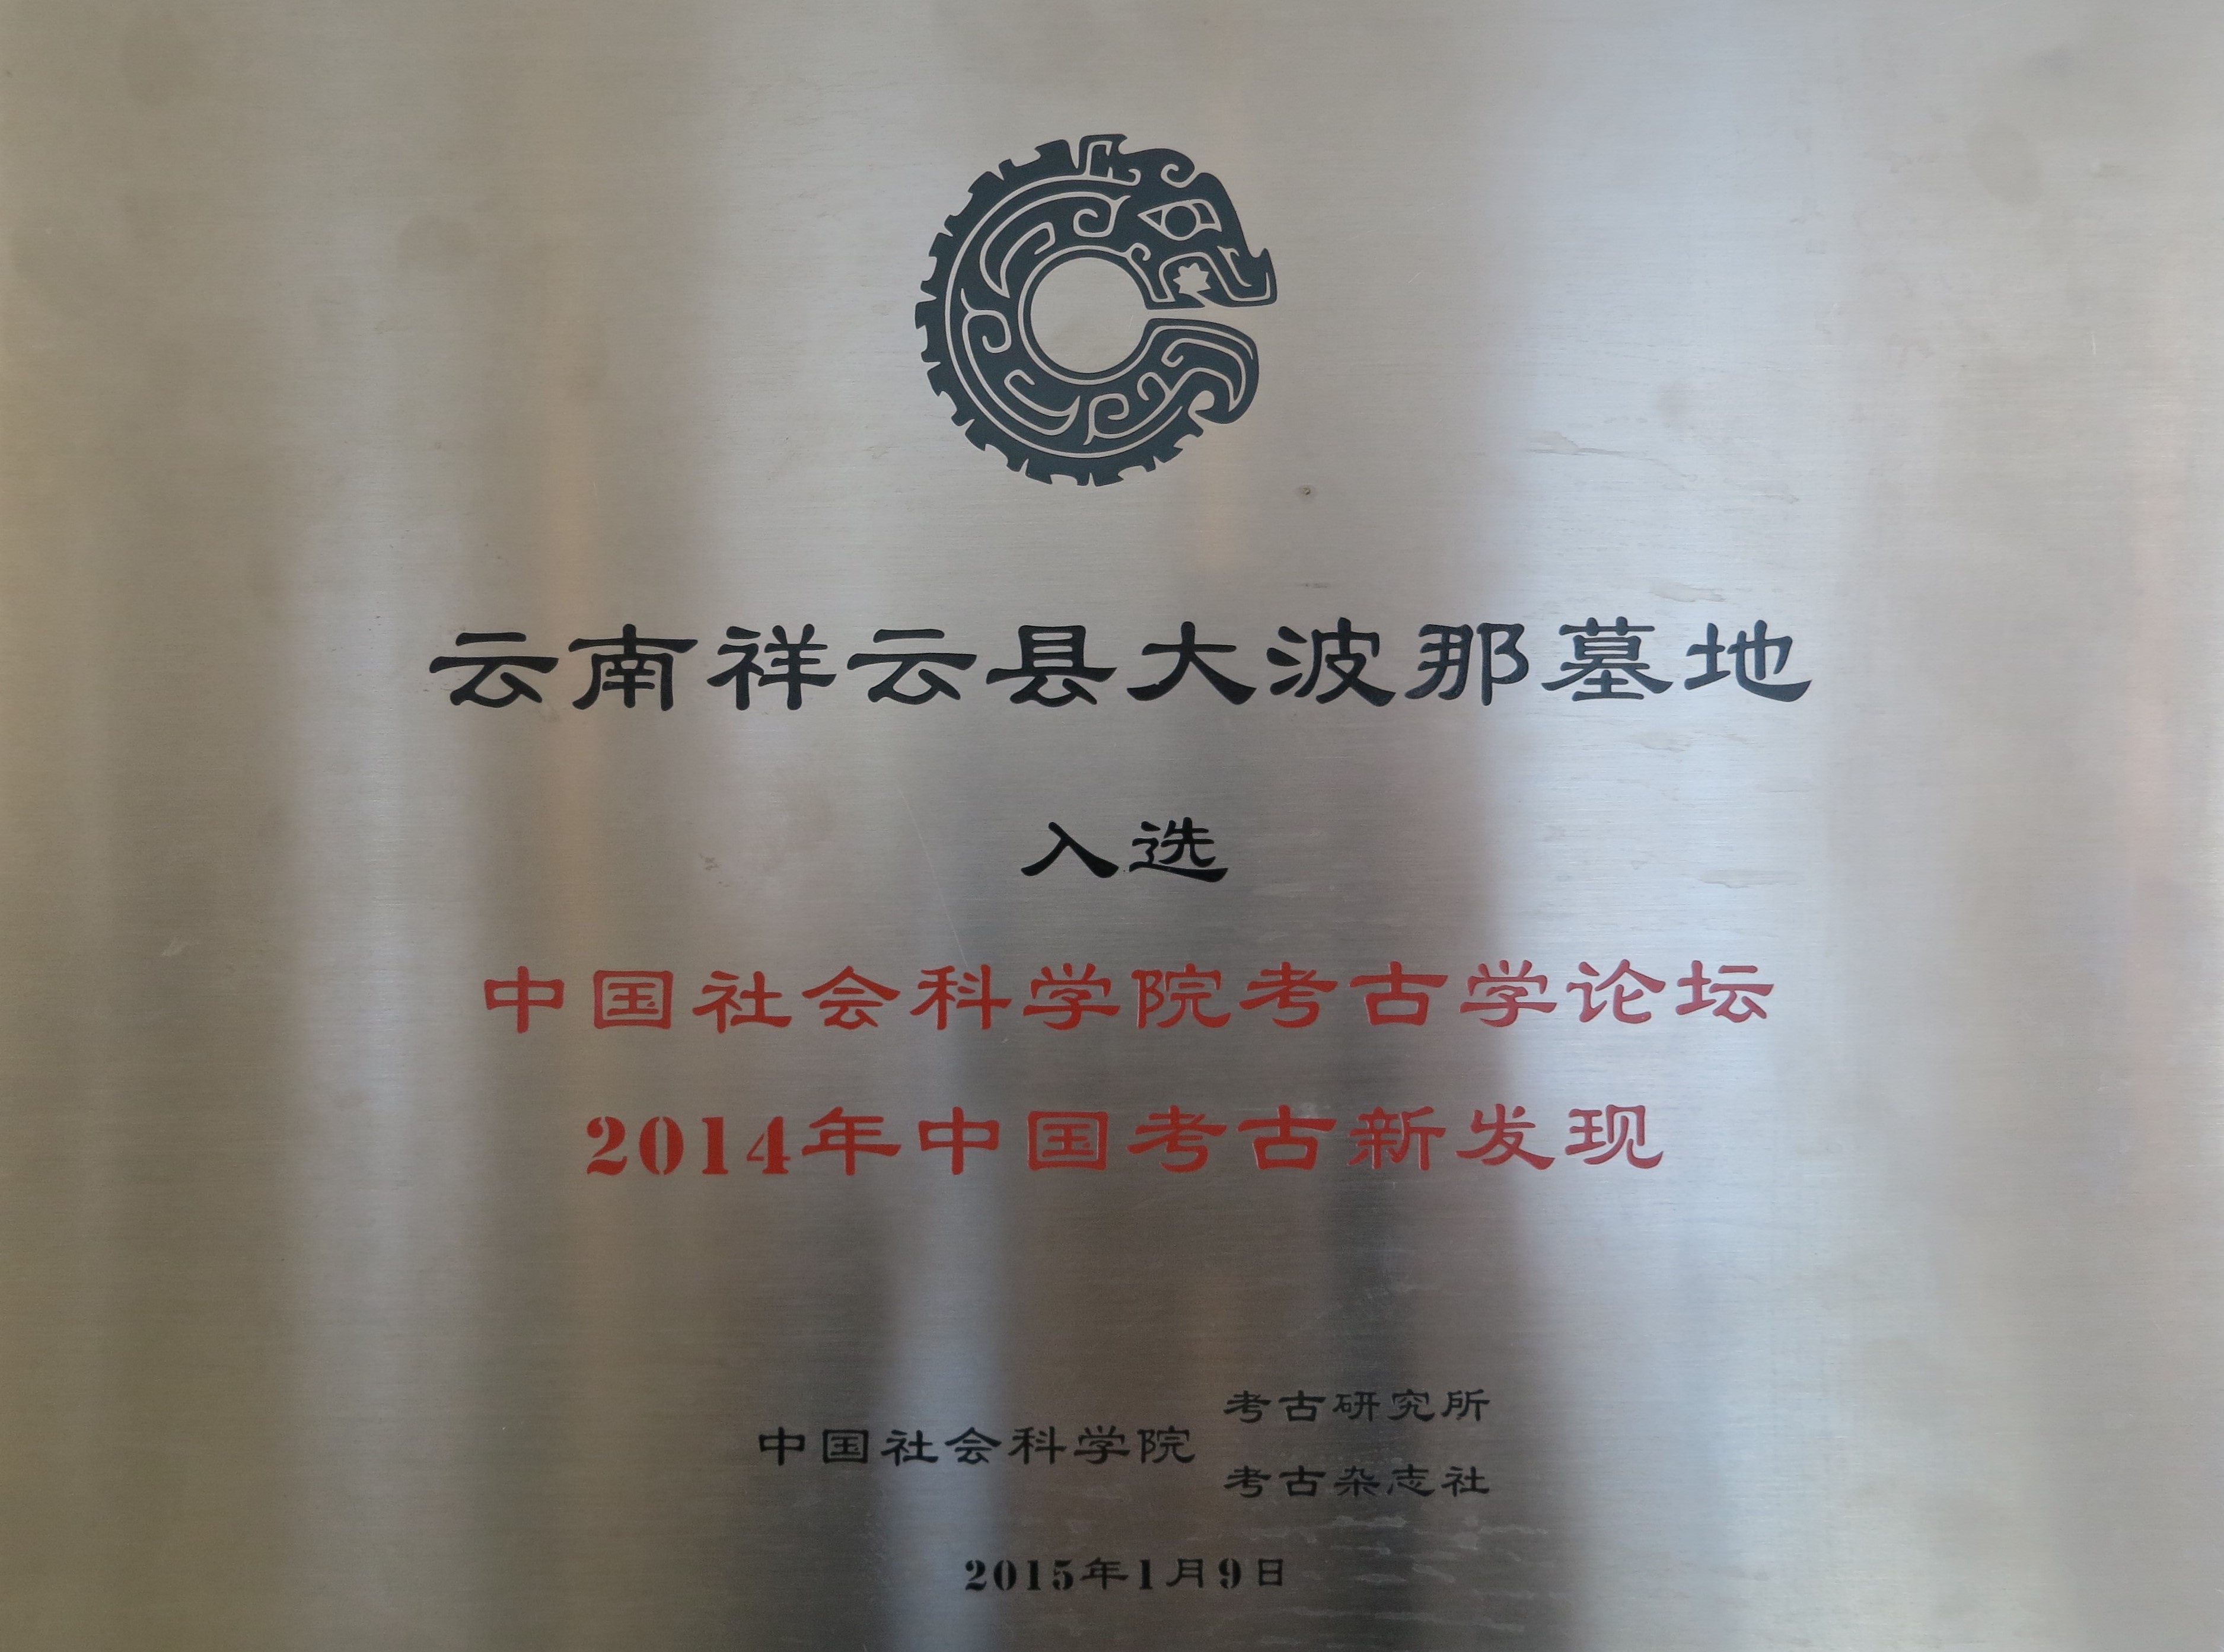 云南祥云县大波那墓地
入选
中国社会科学院考古学论坛
2014年中国考古新发现
中国社会科学院
考古研究所
考古杂志社
2015年1月9日